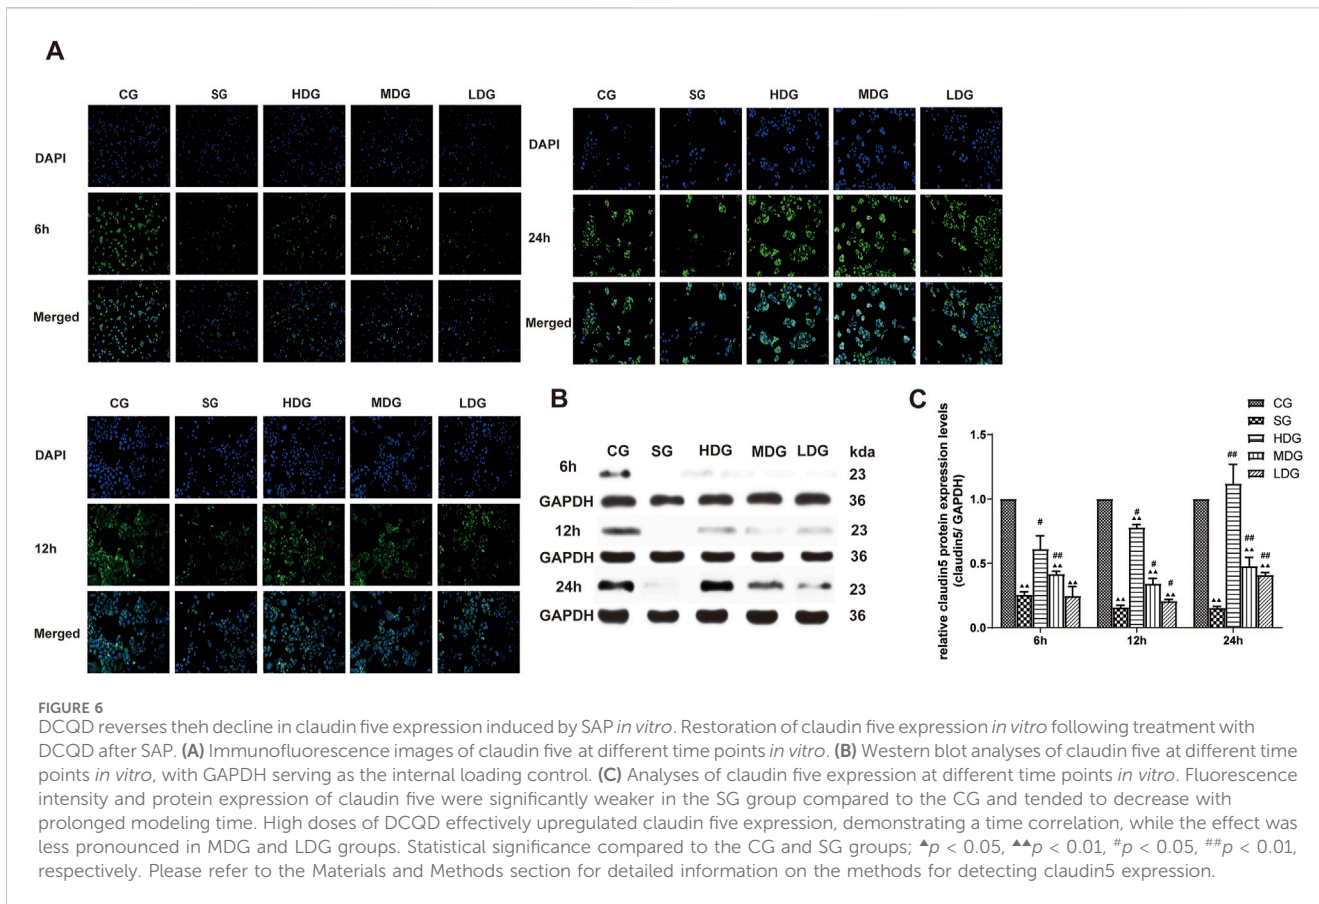 A
CG SG HDG MDG LDG
DAPI
6h
Merged
CG SG HDG MDG LDG
DAPI
24h
Merged
CG SG HDG MDG LDG
DAPI
12h
Merged
B
CG SG HDG MDG LDG kda
6h 23
GAPDH 36
12h 23
GAPDH 36
24h 23
GAPDH 36
C
CG
SG
HDG
MDG
LDG
relative claudin5 protein expression levels
(claudin5/ GAPDH)
1.5
1.0
0.5
0.0
▲▲ # ## ▲▲ ▲▲
▲▲ # ▲▲ # ▲▲ # ▲▲
▲▲ ## ## ▲▲ ## ▲▲
6h 12h 24h
FIGURE 6
DCQD reverses theh decline in claudin five expression induced by SAP in vitro. Restoration of claudin five expression in vitro following treatment with
DCQD after SAP. (A) Immunofluorescence images of claudin five at different time points in vitro. (B) Western blot analyses of claudin five at different time
points in vitro, with GAPDH serving as the internal loading control. (C) Analyses of claudin five expression at different time points in vitro. Fluorescence
intensity and protein expression of claudin five were significantly weaker in the SG group compared to the CG and tended to decrease with
prolonged modeling time. High doses of DCQD effectively upregulated claudin five expression, demonstrating a time correlation, while the effect was
less pronounced in MDG and LDG groups. Statistical significance compared to the CG and SG groups; ▲p < 0.05, ▲▲p < 0.01, #p < 0.05, ##p < 0.01,
respectively. Please refer to the Materials and Methods section for detailed information on the methods for detecting claudin5 expression.